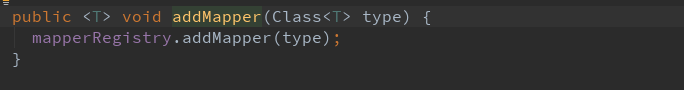 public <T> void addMapper(Class<T> type) {
  mapperRegistry.addMapper(type);
}